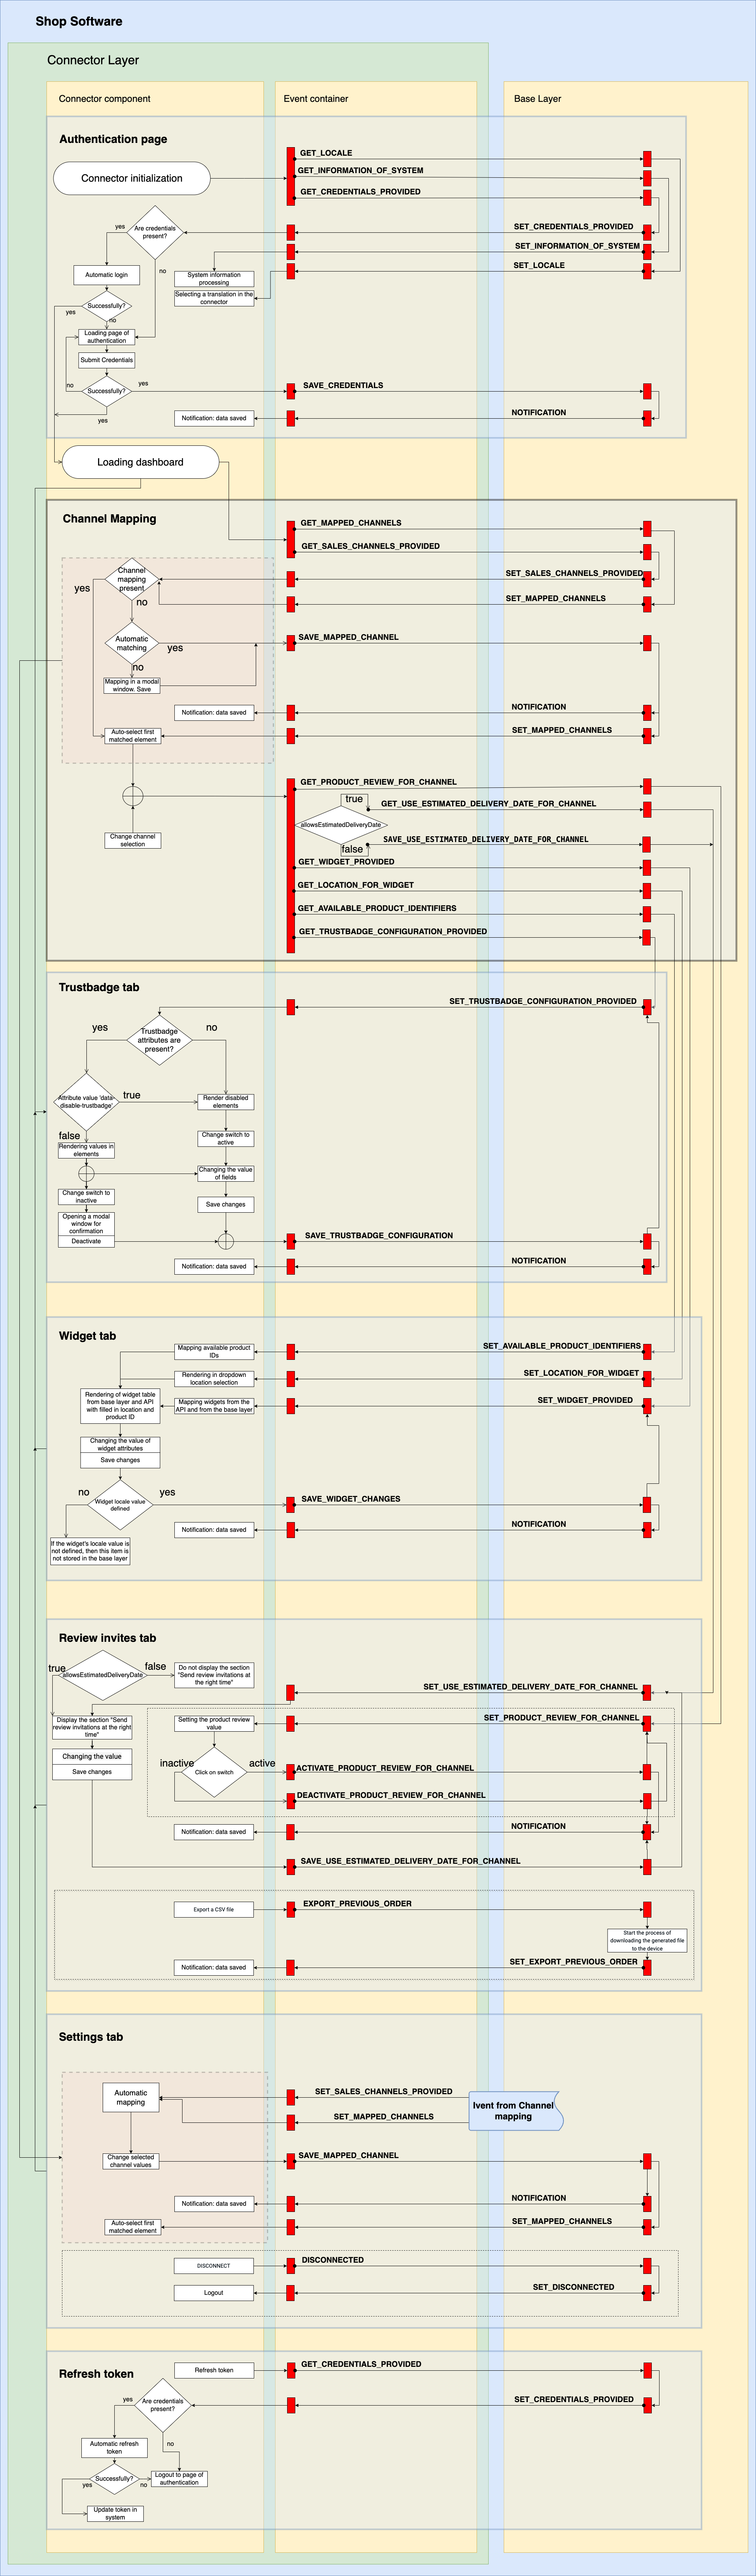 Shop Software
Connector Layer
Connector component
Event container
Base Layer
Authentication page
GET_LOCALE
Connector initialization
GET_INFORMATION_OF_SYSTEM
GET_CREDENTIALS_PROVIDED
yes
Are credentials
present?
SET_CREDENTIALS_PROVIDED
SET_INFORMATION_OF_SYSTEM
no
SET_LOCALE
Automatic login
System information
processing
Selecting a translation in the
connector
Successfully?
yes
no
Loading page of
authentication
Submit Credentials
no
Successfully?
yes
SAVE_CREDENTIALS
yes
Notification: data saved
NOTIFICATION
Loading dashboard
Channel Mapping
GET_MAPPED_CHANNELS
GET_SALES_CHANNELS_PROVIDED
Channel
mapping
present
yes
no
SET_SALES_CHANNELS_PROVIDED
SET_MAPPED_CHANNELS
Automatic
matching
yes
SAVE_MAPPED_CHANNEL
no
Mapping in a modal
window. Save
Notification: data saved
NOTIFICATION
Auto-select first
matched element
SET_MAPPED_CHANNELS
GET_PRODUCT_REVIEW_FOR_CHANNEL
true
GET_USE_ESTIMATED_DELIVERY_DATE_FOR_CHANNEL
allowsEstimatedDeliveryDate
Change channel
selection
SAVE_USE_ESTIMATED_DELIVERY_DATE_FOR_CHANNEL
false
GET_WIDGET_PROVIDED
GET_LOCATION_FOR_WIDGET
GET_AVAILABLE_PRODUCT_IDENTIFIERS
GET_TRUSTBADGE_CONFIGURATION_PROVIDED
Trustbadge tab
SET_TRUSTBADGE_CONFIGURATION_PROVIDED
yes
Trustbadge
attributes are
present?
no
Attribute value 'data-
disable-trustbadge'
true
Render disabled
elements
false
Rendering values in
elements
Change switch to
active
Changing the value
of fields
Change switch to
inactive
Save changes
Opening a modal
window for
confirmation
Deactivate
SAVE_TRUSTBADGE_CONFIGURATION
Notification: data saved
NOTIFICATION
Widget tab
Mapping available product
IDs
SET_AVAILABLE_PRODUCT_IDENTIFIERS
Rendering in dropdown
location selection
SET_LOCATION_FOR_WIDGET
Rendering of widget table
from base layer and API
with filled in location and
product ID
Mapping widgets from the
API and from the base layer
SET_WIDGET_PROVIDED
Changing the value of
widget attributes
Save changes
no
yes
Widget locale value
defined
SAVE_WIDGET_CHANGES
Notification: data saved
NOTIFICATION
If the widget's locale value is
not defined, then this item is
not stored in the base layer
Review invites tab
true
allowsEstimatedDeliveryDate
false
Do not display the section
"Send review invitations at
the right time"
SET_USE_ESTIMATED_DELIVERY_DATE_FOR_CHANNEL
Display the section "Send
review invitations at the right
time"
Setting the product review
value
SET_PRODUCT_REVIEW_FOR_CHANNEL
Changing the value
Save changes
inactive
Click on switch
active
ACTIVATE_PRODUCT_REVIEW_FOR_CHANNEL
DEACTIVATE_PRODUCT_REVIEW_FOR_CHANNEL
Notification: data saved
NOTIFICATION
SAVE_USE_ESTIMATED_DELIVERY_DATE_FOR_CHANNEL
Export a CSV file
EXPORT_PREVIOUS_ORDER
Start the process of
downloading the generated file
to the device
Notification: data saved
SET_EXPORT_PREVIOUS_ORDER
Settings tab
Automatic
mapping
SET_SALES_CHANNELS_PROVIDED
SET_MAPPED_CHANNELS
Ivent from Channel
mapping
Change selected
channel values
SAVE_MAPPED_CHANNEL
Notification: data saved
NOTIFICATION
Auto-select first
matched element
SET_MAPPED_CHANNELS
DISCONNECT
DISCONNECTED
Logout
SET_DISCONNECTED
Refresh token
Refresh token
GET_CREDENTIALS_PROVIDED
yes
Are credentials
present?
SET_CREDENTIALS_PROVIDED
no
Automatic refresh
token
Successfully?
yes
no
Logout to page of
authentication
Update token in
system